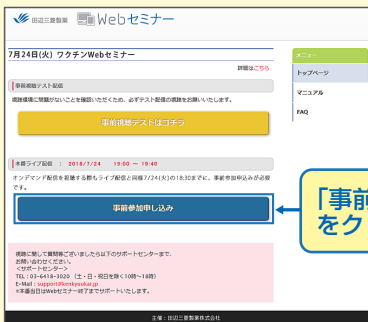 田辺三菱製薬 Webセミナー
7月24日(火) ワクチンWebセミナー
詳細はこちら
事前視聴テスト配信
視聴環境に問題がないことを確認いただくため、必ずテスト配信の視聴をお願いいたします。
事前視聴テストはコチラ
本番ライブ配信 : 2018/7/24 19:00 ~ 19:40
オンデマンド配信を視聴する際もライブ配信と同様7/24(火)の18:30までに、事前参加申込みが必要
です。
事前参加申し込み
視聴に関して質問等ございましたら以下のサポートセンターまで、
お問い合わせください。
<サポートセンター>
TEL:03-6418-3020 (土・日・祝日を除く10時~18時)
E-Mail:support@kenkyuukai.jp
※本番当日はWebセミナー終了までサポートいたします。
主催:田辺三菱製薬株式会社
メニュー
トップページ
マニュアル
FAQ
「事前
をク